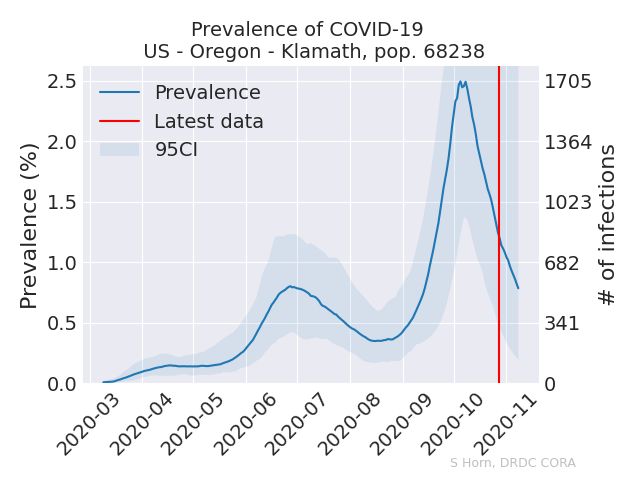 Prevalence of COVID-19
US - Oregon - Klamath, pop. 68238
Prevalence
Latest data
95CI
Prevalence (%)
2.5
2.0
1.5
1.0
0.5
0.0
1705
1364
1023
682
341
0
# of infections
2020-03
2020-04
2020-05
2020-06
2020-07
2020-08
2020-09
2020-10
2020-11
S Horn, DRDC CORA